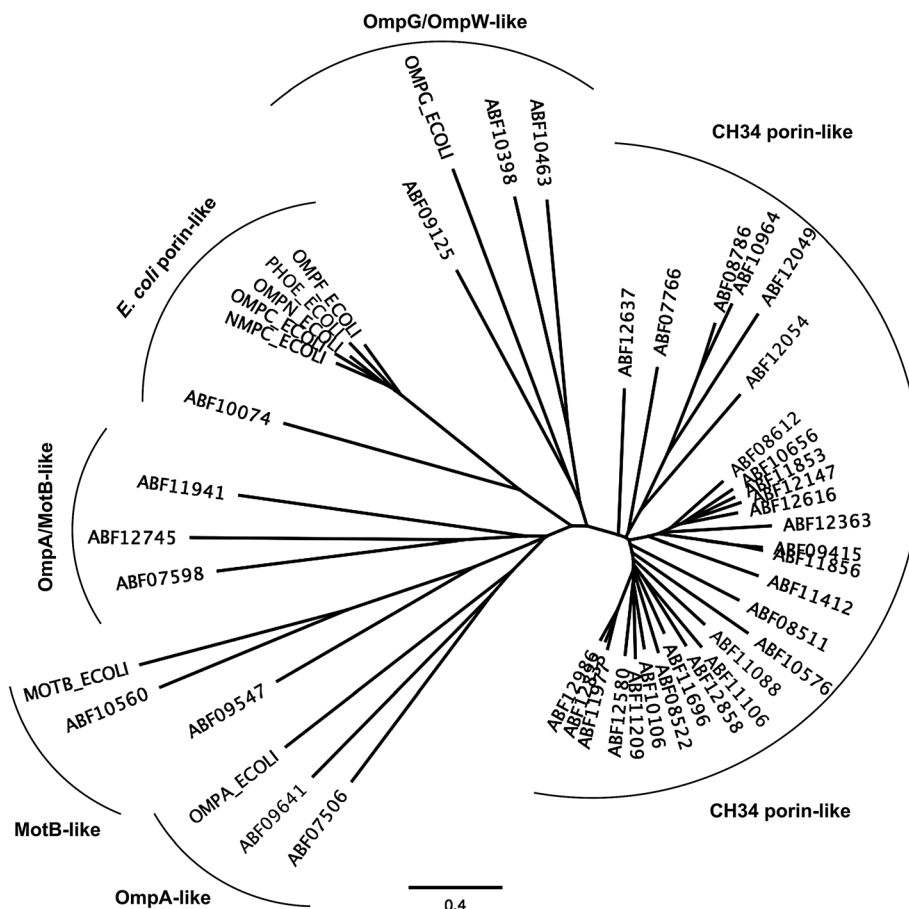 OmpG/OmpW-like
OMPG_ECOLI
ABF10398
ABF10463
ABF09125
CH34 porin-like
ABF12637
ABF07766
ABF08786
ABF10964
ABF12049
ABF12054
E. coli porin-like
OMPF_ECOLI
PHOE_ECOLI
OMPN_ECOLI
OMPC_ECOLI
NMPC_ECOLI
ABF10074
ABF08612
ABF10656
ABF11853
ABF12147
ABF12616
ABF12363
ABF09415
ABF11856
ABF11412
ABF08511
ABF10576
ABF11088
ABF11106
ABF12858
ABF11696
ABF08522
ABF10106
ABF11209
ABF12580
ABF11977
OmpA/MotB-like
ABF11941
ABF12745
ABF07598
MOTB_ECOLI
ABF10560
ABF09547
OMPA_ECOLI
ABF09641
ABF07506
MotB-like
OmpA-like
CH34 porin-like
0.4